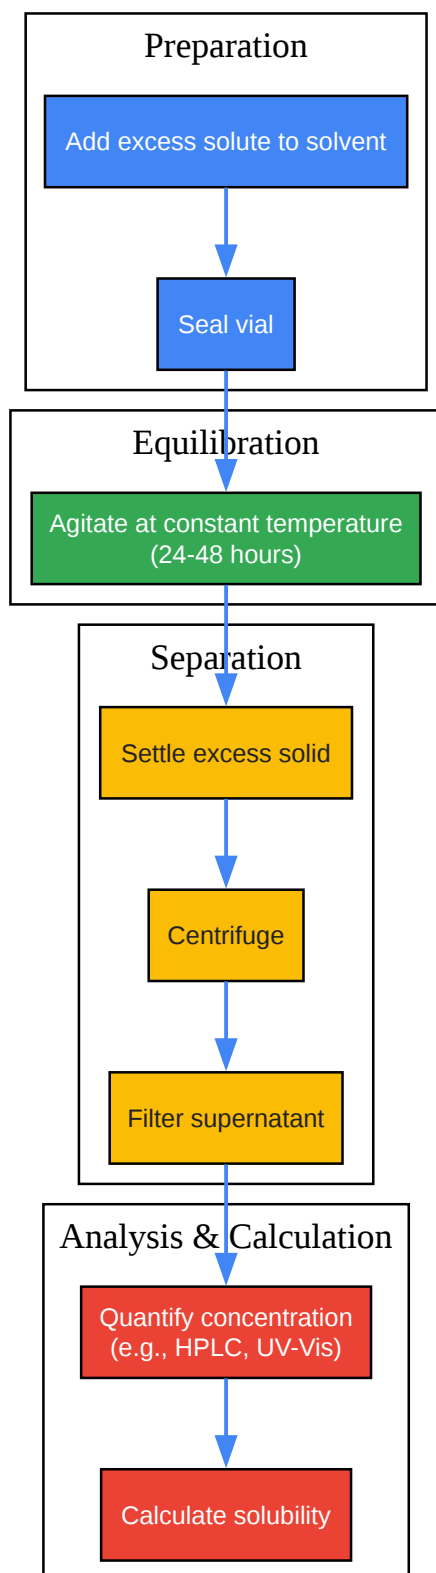 Preparation
Add excess solute to solvent
Seal vial
Equilibration
Agitate at constant temperature
(24-48 hours)
Separation
Settle excess solid
Centrifuge
Filter supernatant
Analysis & Calculation
Quantify concentration
(e.g., HPLC, UV-Vis)
Calculate solubility